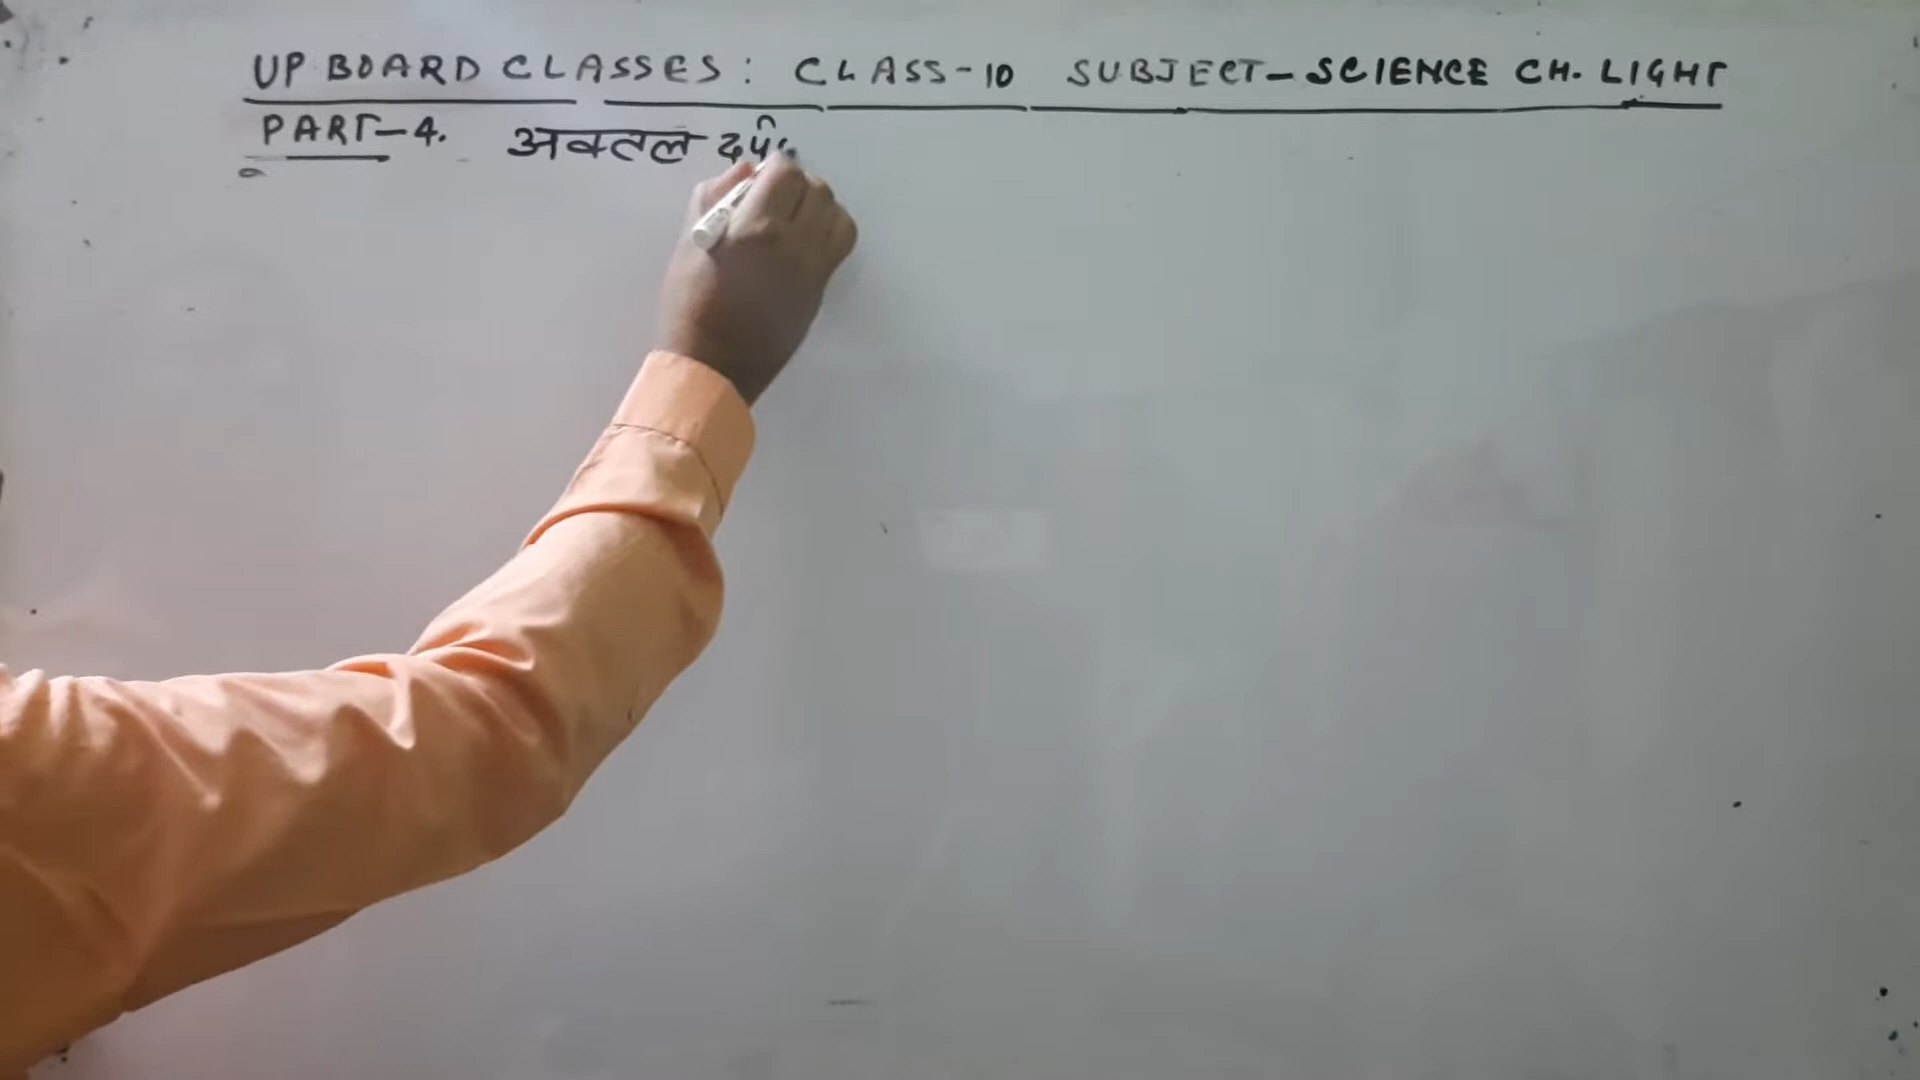 UP BOARD CLASSES: CLASS-10 SUBJECT-SCIENCE CH. LIGHT
PART-4. अवतल